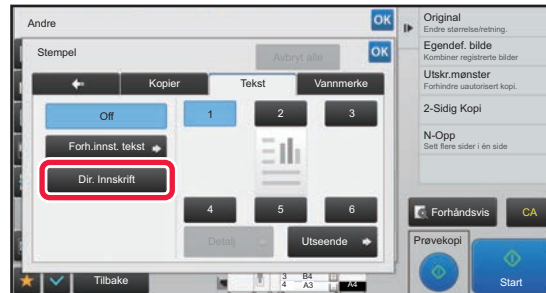 Andre
OK
Stempel
Avbryt alle
OK
Kopier
Tekst
Vannmerke
Off
1
2
3
Forh.innst. tekst
Dir. Innskrift
4
5
6
Detalj
Utseende
Tilbake
3 B4
4 A3
A4
Original
Endre størrelse/retning.
Egendef. bilde
Kombiner registrerte bilder
Utskr.mønster
Forhindre uautorisert kopi.
2-Sidig Kopi
N-Opp
Sett flere sider i én side
Forhåndsvis
CA
Prøvekopi
Start